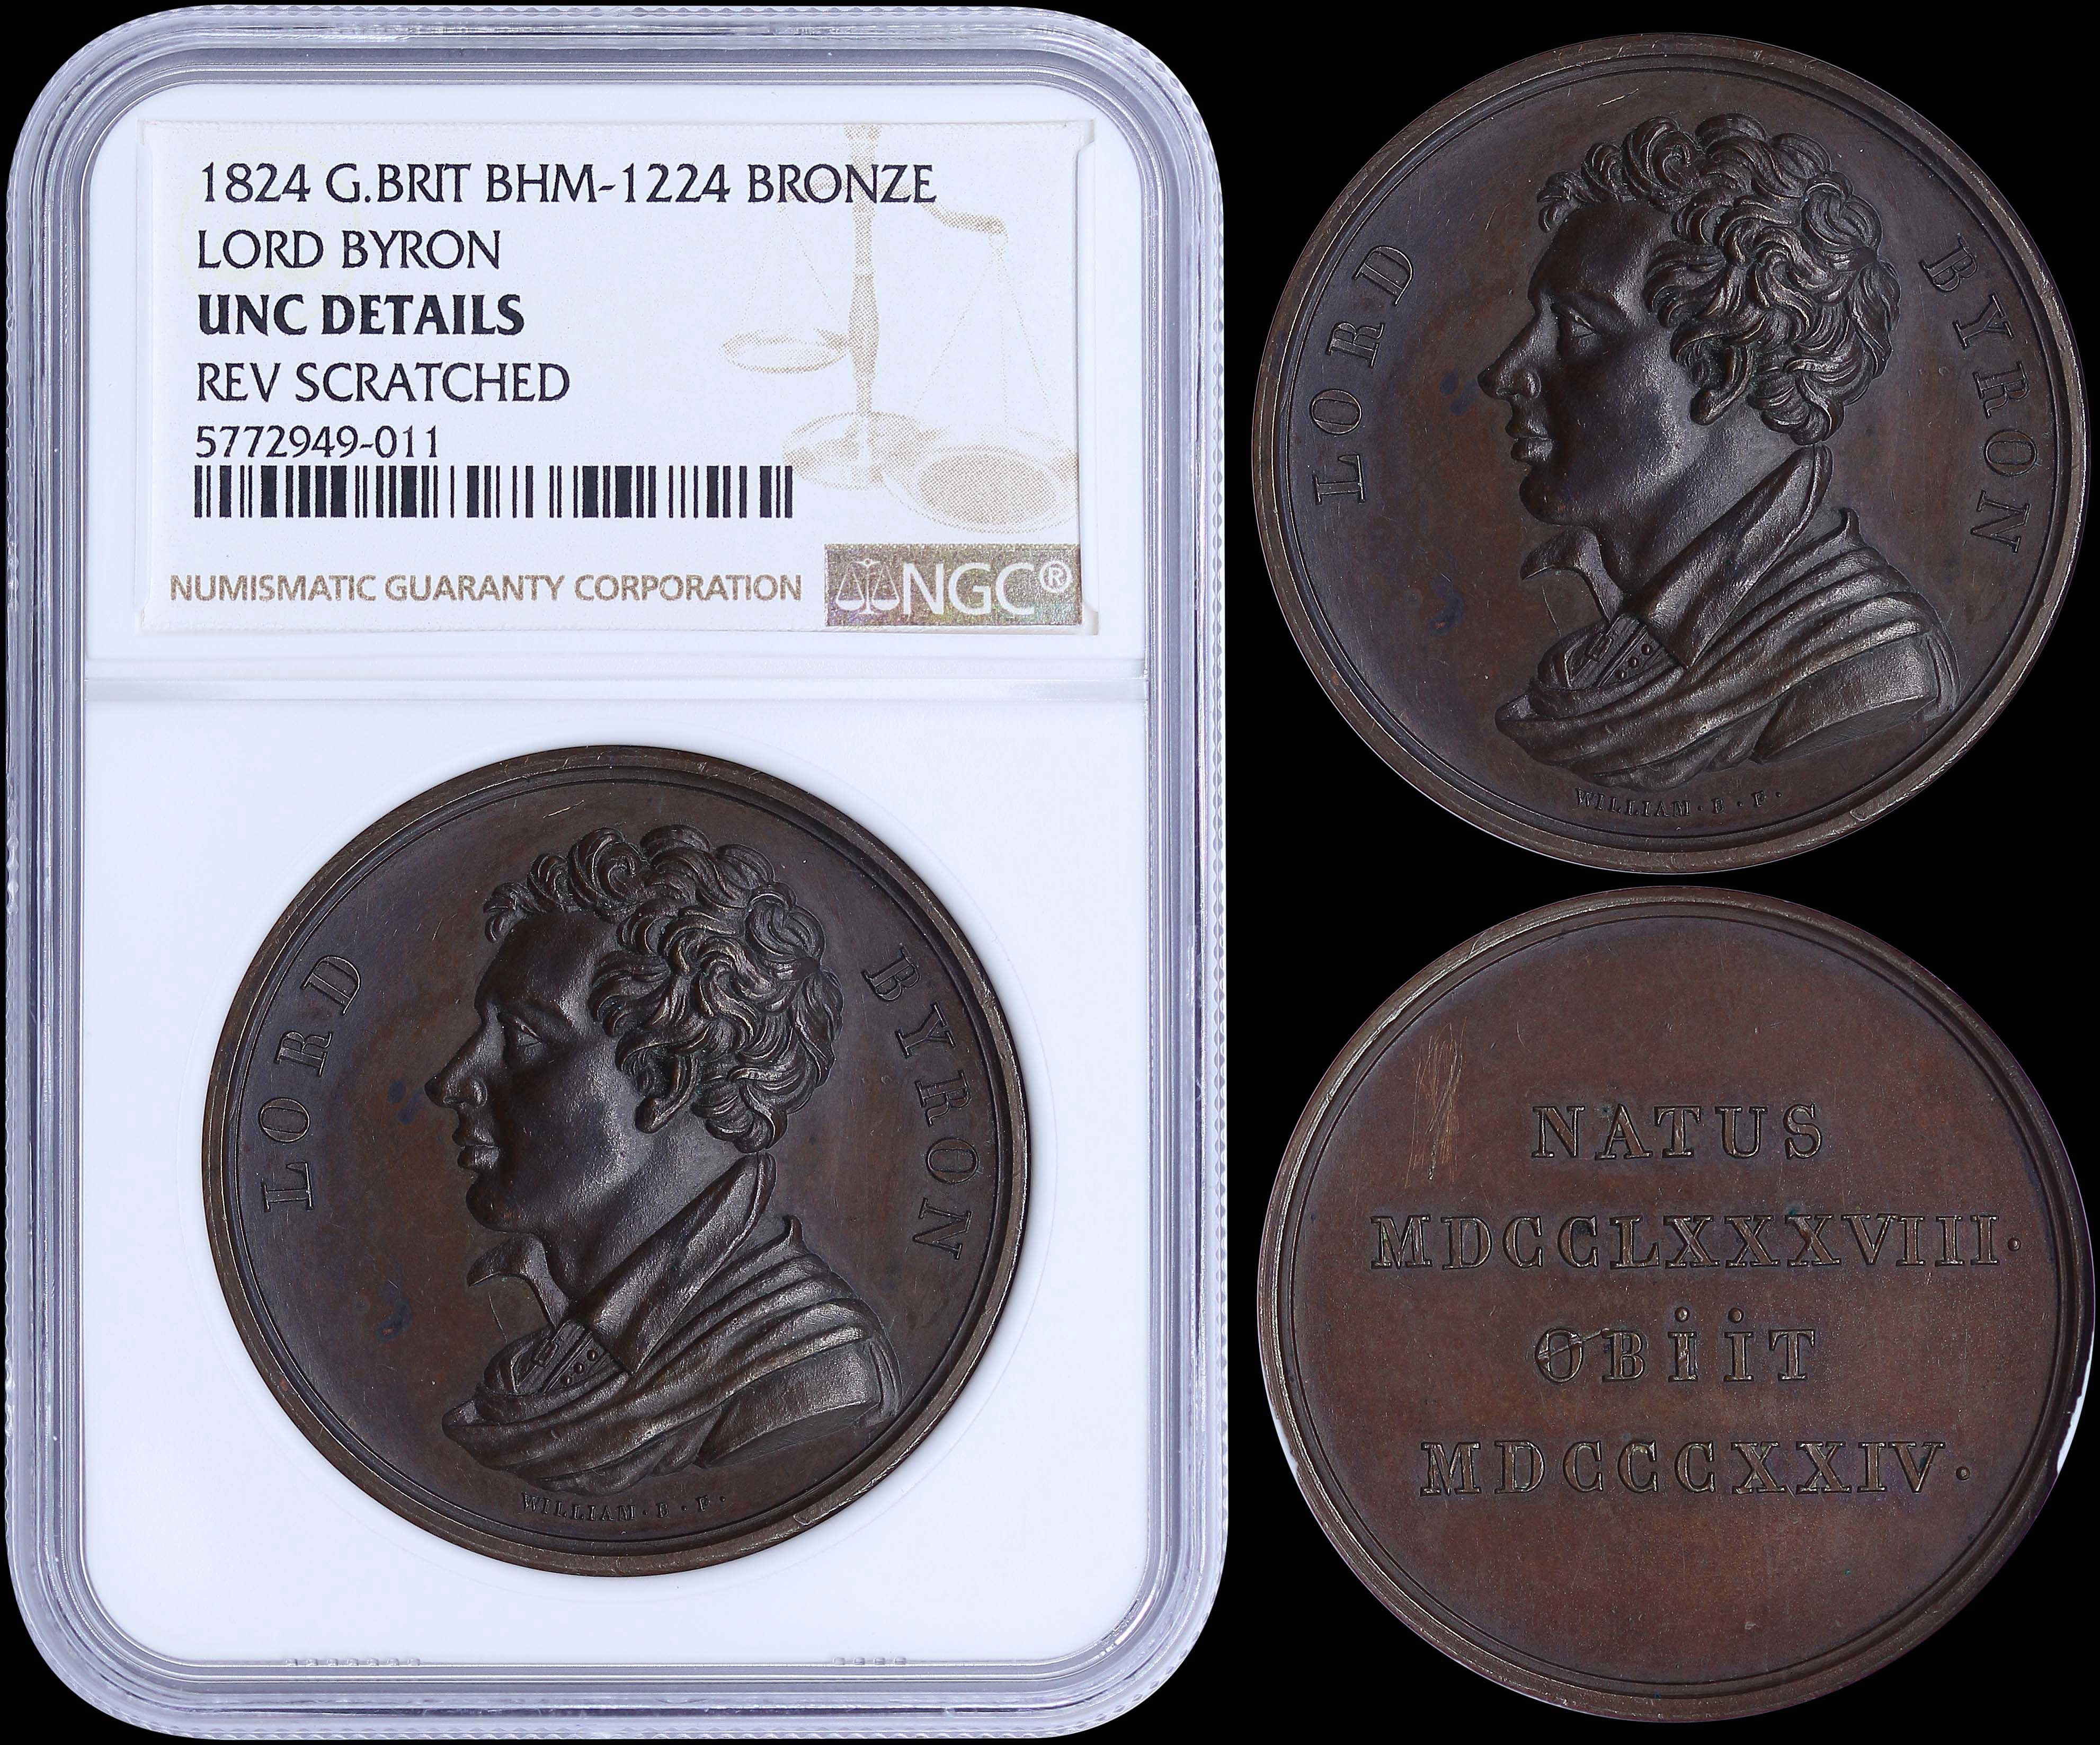 1824 G.BRIT BHM-1224 BRONZE
LORD BYRON
UNC DETAILS
REV SCRATCHED
5772949-011
NUMISMATIC GUARANTY CORPORATION
NGC®
LORD BYRON
WILLIAM · B · F ·
LORD BYRON
WILLIAM · B · F ·
NATUS
MDCCLXXXVIII.
OBiiT
MDCCCXXIV.